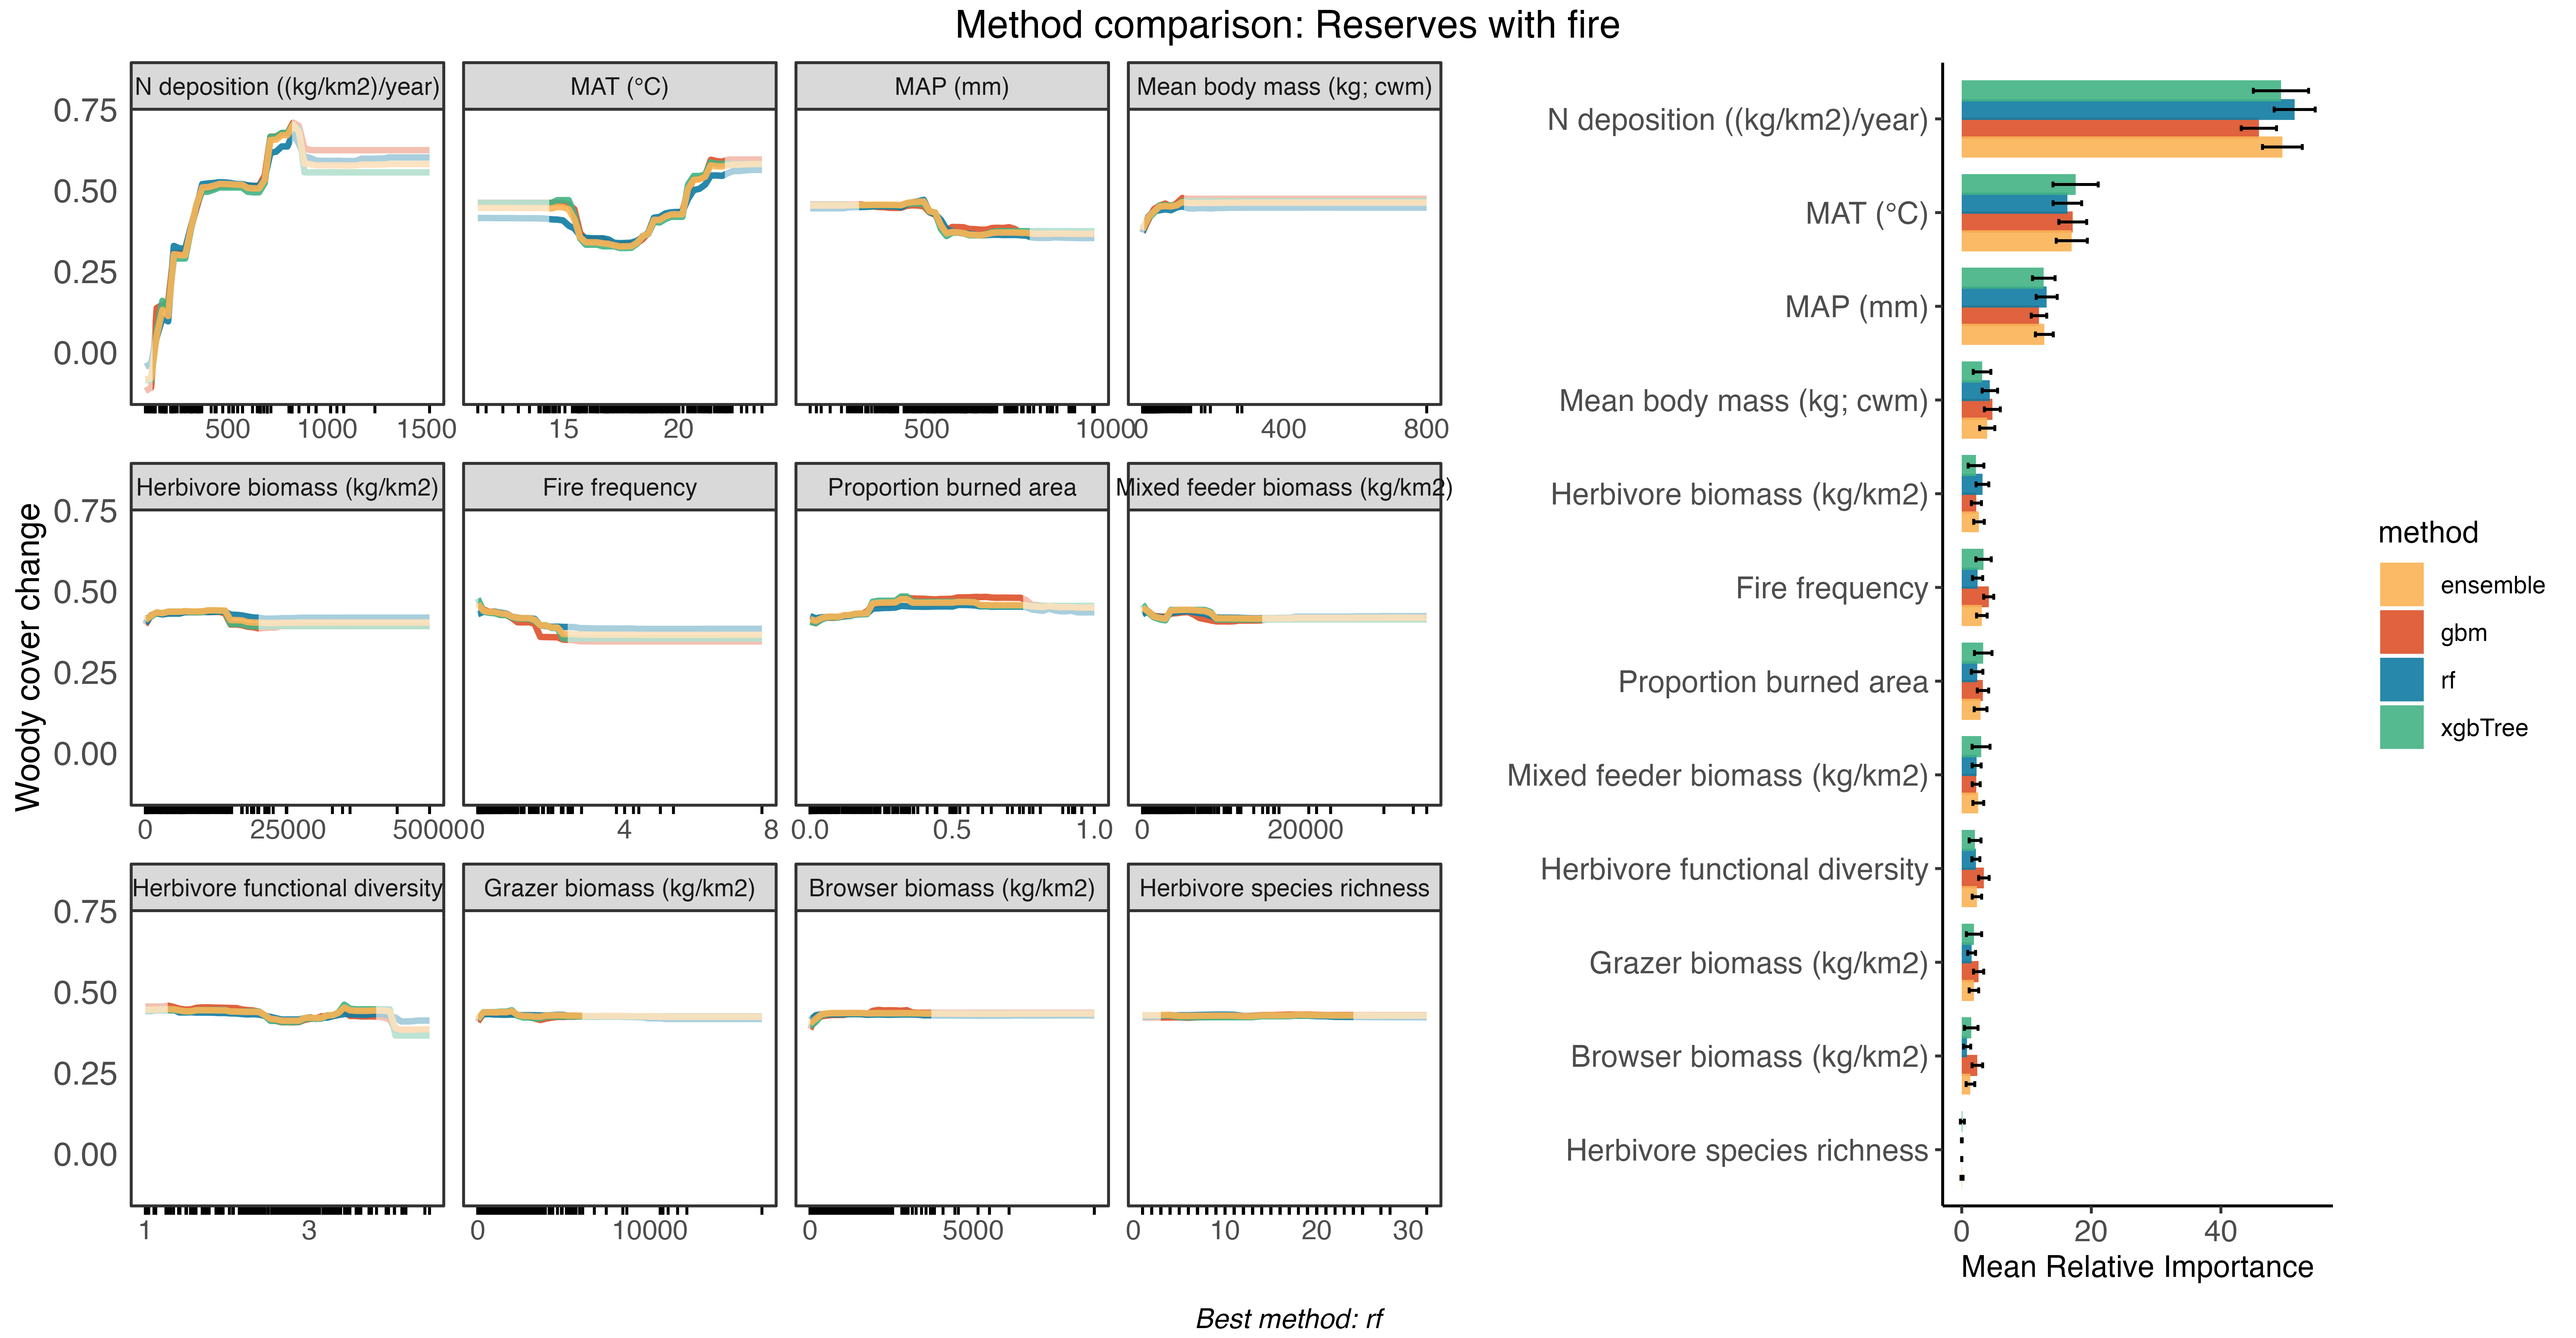 Method comparison: Reserves with fire
Woody cover change
N deposition ((kg/km2)/year)
MAT (°C)
MAP (mm)
Mean body mass (kg; cwm)
0.75
0.50
0.25
0.00
500
1000
1500
15
20
500
1000
0
400
800
Herbivore biomass (kg/km2)
Fire frequency
Proportion burned area
Mixed feeder biomass (kg/km2)
0.75
0.50
0.25
0.00
0
25000
50000
0
4
8
0.0
0.5
1.0
0
20000
Herbivore functional diversity
Grazer biomass (kg/km2)
Browser biomass (kg/km2)
Herbivore species richness
0.75
0.50
0.25
0.00
1
3
0
10000
0
5000
0
10
20
30
N deposition ((kg/km2)/year)
MAT (°C)
MAP (mm)
Mean body mass (kg; cwm)
Herbivore biomass (kg/km2)
Fire frequency
Proportion burned area
Mixed feeder biomass (kg/km2)
Herbivore functional diversity
Grazer biomass (kg/km2)
Browser biomass (kg/km2)
Herbivore species richness
0
20
40
Mean Relative Importance
method
ensemble
gbm
rf
xgbTree
Best method: rf